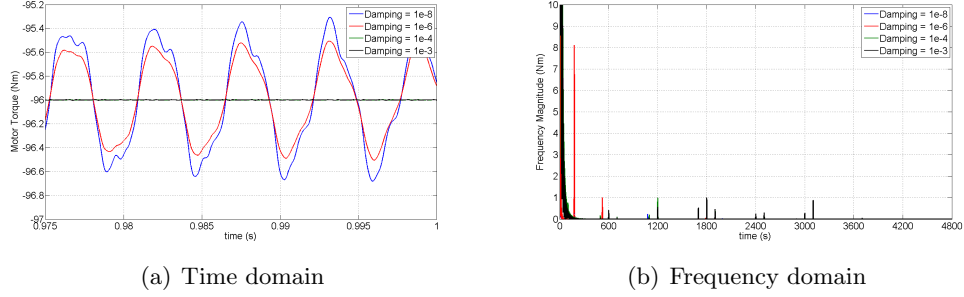 -95.2
-95.4
-95.6
-95.8
-96
-96.2
-96.4
-96.6
-96.8
-97
Motor Torque (Nm)
0.975
0.98
0.985
0.99
0.995
1
time (s)
Damping = 1e-8
Damping = 1e-6
Damping = 1e-4
Damping = 1e-3
(a) Time domain
10
9
8
7
6
5
4
3
2
1
0
Frequency Magnitude (Nm)
0
600
1200
1800
2400
3000
3600
4200
4800
time (s)
Damping = 1e-8
Damping = 1e-6
Damping = 1e-4
Damping = 1e-3
(b) Frequency domain